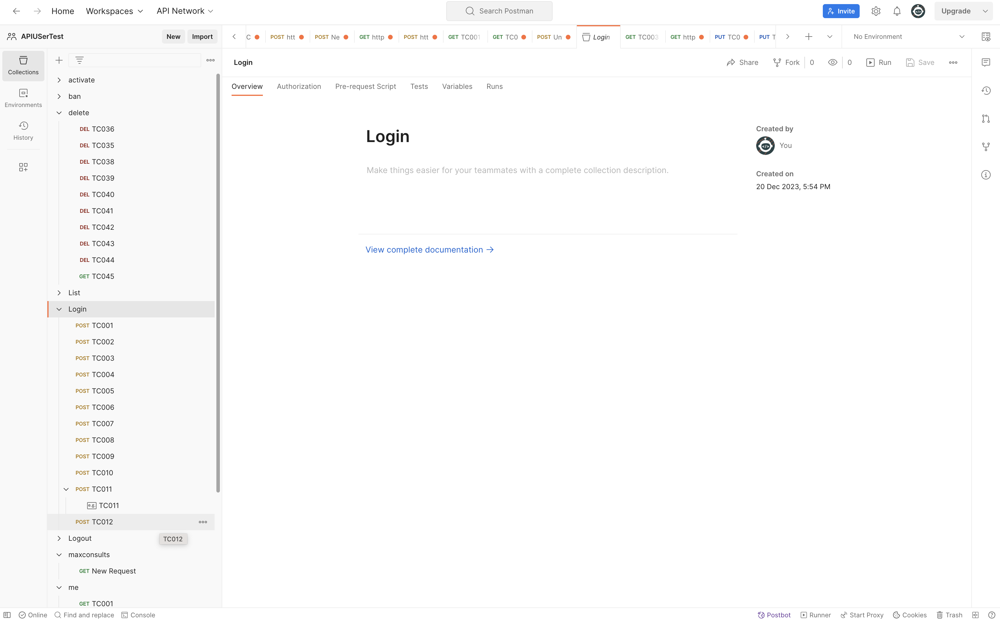 Home Workspaces API Network Search Postman Invite Upgrade
APIUSerTest New Import
C POST htt POST Ne GET http POST htt GET TC001 GET TC0 POST Un Login GET TC003 GET http PUT TC0 PUT T No Environment
Collections
Environments
History
activate
ban
delete
DEL TC036
DEL TC035
DEL TC038
DEL TC039
DEL TC040
DEL TC041
DEL TC042
DEL TC043
DEL TC044
GET TC045
List
Login
POST TC001
POST TC002
POST TC003
POST TC004
POST TC005
POST TC006
POST TC007
POST TC008
POST TC009
POST TC010
POST TC011
e.g. TC011
POST TC012
TC012
Logout
maxconsults
GET New Request
me
GET TC001
Login Share Fork 0 0 Run Save
Overview Authorization Pre-request Script Tests Variables Runs
Login
Make things easier for your teammates with a complete collection description.
View complete documentation →
Created by
You
Created on
20 Dec 2023, 5:54 PM
Online Find and replace Console Postbot Runner Start Proxy Cookies Trash